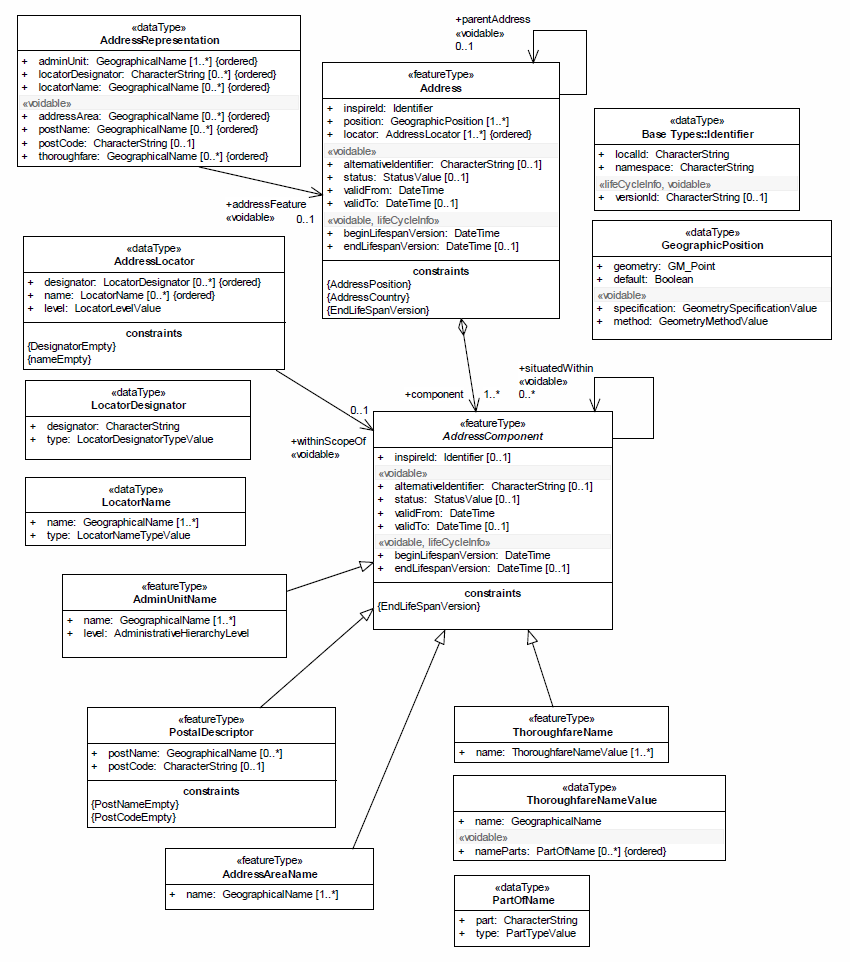 «dataType»
AddressRepresentation
+ adminUnit: GeographicalName [1..*] {ordered}
+ locatorDesignator: CharacterString [0..*] {ordered}
+ locatorName: GeographicalName [0..*] {ordered}
«voidable»
+ addressArea: GeographicalName [0..*] {ordered}
+ postName: GeographicalName [0..*] {ordered}
+ postCode: CharacterString [0..1]
+ thoroughfare: GeographicalName [0..*] {ordered}
+parentAddress
«voidable»
0..1
«featureType»
Address
+ inspireId: Identifier
+ position: GeographicPosition [1..*]
+ locator: AddressLocator [1..*] {ordered}
«voidable»
+ alternativeIdentifier: CharacterString [0..1]
+ status: StatusValue [0..1]
+ validFrom: DateTime
+ validTo: DateTime [0..1]
«voidable, lifeCycleInfo»
+ beginLifespanVersion: DateTime
+ endLifespanVersion: DateTime [0..1]
constraints
{AddressPosition}
{AddressCountry}
{EndLifeSpanVersion}
+addressFeature
«voidable»
0..1
«dataType»
Base Types::Identifier
+ localId: CharacterString
+ namespace: CharacterString
«lifeCycleInfo, voidable»
+ versionId: CharacterString [0..1]
«dataType»
GeographicPosition
+ geometry: GM_Point
+ default: Boolean
«voidable»
+ specification: GeometrySpecificationValue
+ method: GeometryMethodValue
«dataType»
AddressLocator
+ designator: LocatorDesignator [0..*] {ordered}
+ name: LocatorName [0..*] {ordered}
+ level: LocatorLevelValue
constraints
{DesignatorEmpty}
{nameEmpty}
+situatedWithin
«voidable»
0..*
+component
1..*
0..1
+withinScopeOf
«voidable»
«dataType»
LocatorDesignator
+ designator: CharacterString
+ type: LocatorDesignatorTypeValue
«featureType»
AddressComponent
+ inspireId: Identifier [0..1]
«voidable»
+ alternativeIdentifier: CharacterString [0..1]
+ status: StatusValue [0..1]
+ validFrom: DateTime
+ validTo: DateTime [0..1]
«voidable, lifeCycleInfo»
+ beginLifespanVersion: DateTime
+ endLifespanVersion: DateTime [0..1]
constraints
{EndLifeSpanVersion}
«dataType»
LocatorName
+ name: GeographicalName [1..*]
+ type: LocatorNameTypeValue
«featureType»
AdminUnitName
+ name: GeographicalName [1..*]
+ level: AdministrativeHierarchyLevel
«featureType»
PostalDescriptor
+ postName: GeographicalName [0..*]
+ postCode: CharacterString [0..1]
constraints
{PostNameEmpty}
{PostCodeEmpty}
«featureType»
ThoroughfareName
+ name: ThoroughfareNameValue [1..*]
«dataType»
ThoroughfareNameValue
+ name: GeographicalName
«voidable»
+ nameParts: PartOfName [0..*] {ordered}
«featureType»
AddressAreaName
+ name: GeographicalName [1..*]
«dataType»
PartOfName
+ part: CharacterString
+ type: PartTypeValue